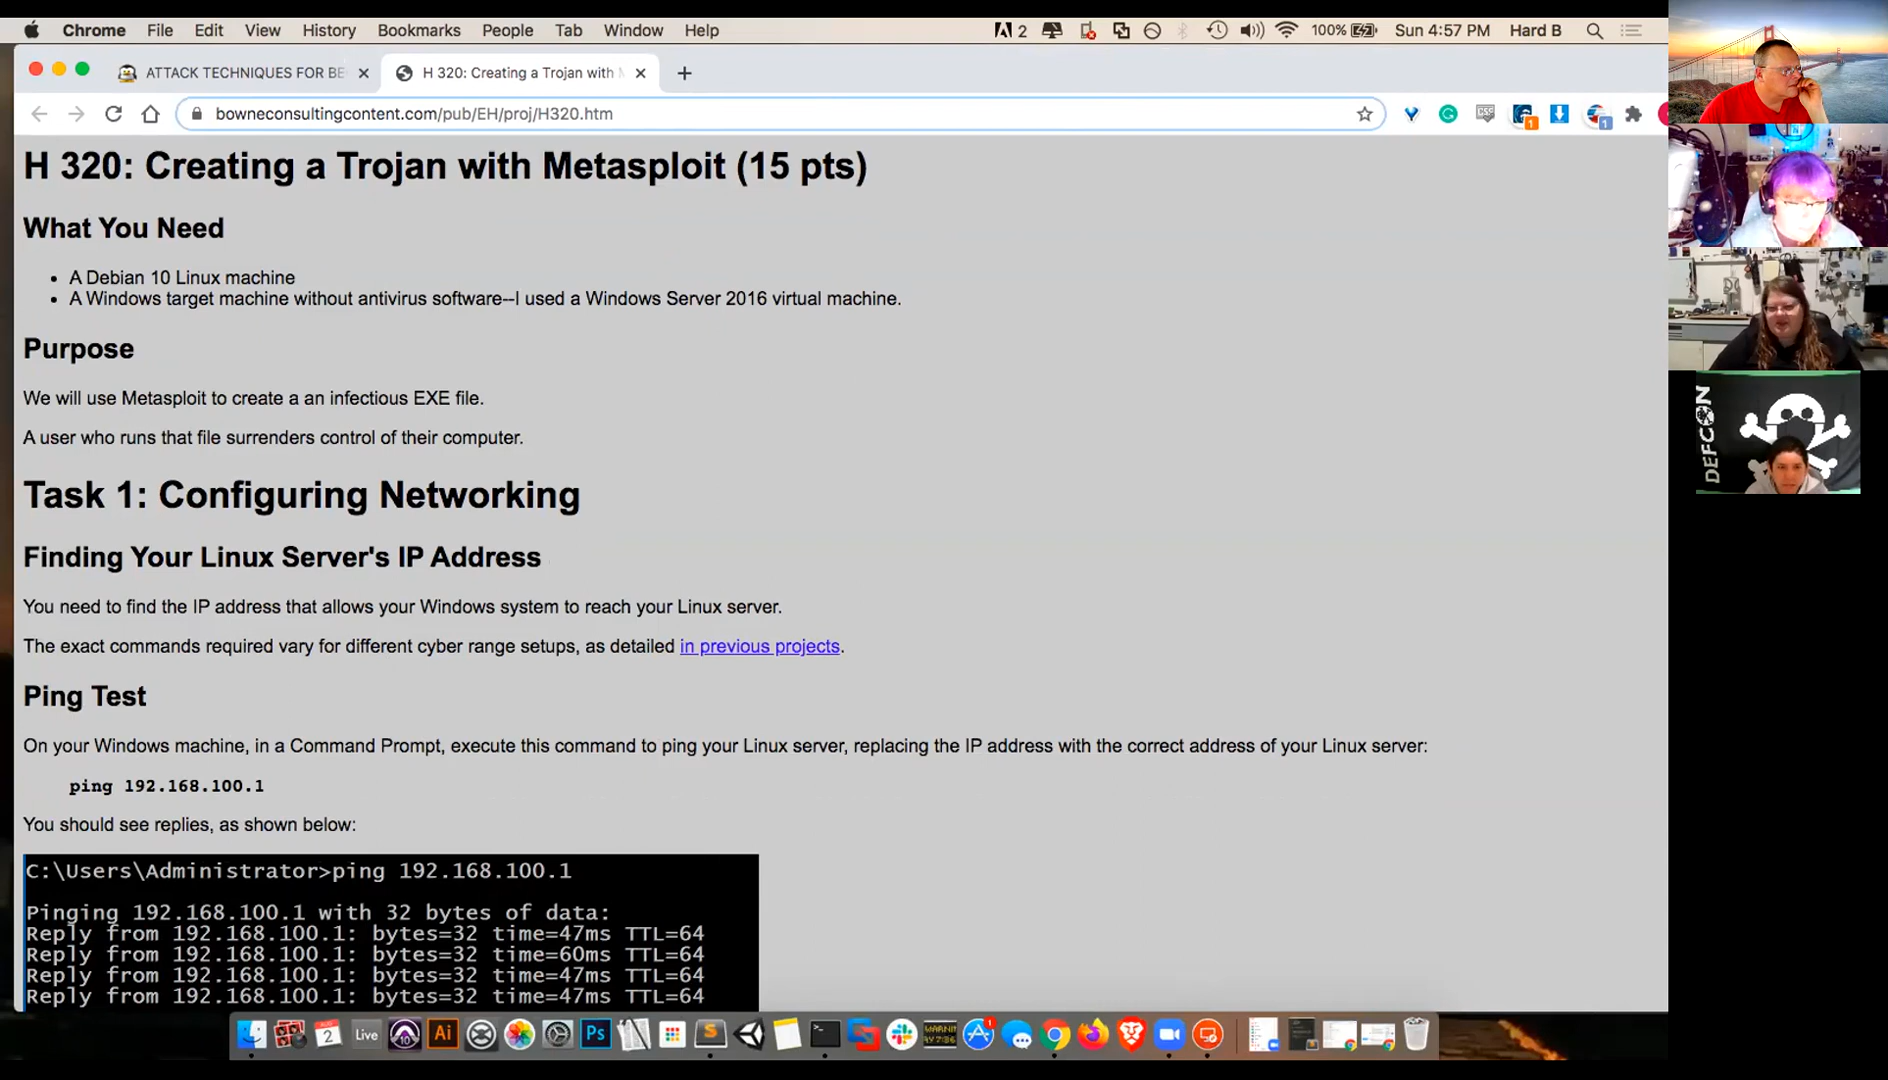 Chrome File Edit View History Bookmarks People Tab Window Help 2 100% Sun 4:57 PM Hard B
ATTACK TECHNIQUES FOR BE
H 320: Creating a Trojan with M
bowneconsultingcontent.com/pub/EH/proj/H320.htm
H 320: Creating a Trojan with Metasploit (15 pts)
What You Need
• A Debian 10 Linux machine
• A Windows target machine without antivirus software--I used a Windows Server 2016 virtual machine.
Purpose
We will use Metasploit to create a an infectious EXE file.
A user who runs that file surrenders control of their computer.
Task 1: Configuring Networking
Finding Your Linux Server's IP Address
You need to find the IP address that allows your Windows system to reach your Linux server.
The exact commands required vary for different cyber range setups, as detailed in previous projects.
Ping Test
On your Windows machine, in a Command Prompt, execute this command to ping your Linux server, replacing the IP address with the correct address of your Linux server:
ping 192.168.100.1
You should see replies, as shown below:
C:\Users\Administrator>ping 192.168.100.1
Pinging 192.168.100.1 with 32 bytes of data:
Reply from 192.168.100.1: bytes=32 time=47ms TTL=64
Reply from 192.168.100.1: bytes=32 time=60ms TTL=64
Reply from 192.168.100.1: bytes=32 time=47ms TTL=64
Reply from 192.168.100.1: bytes=32 time=47ms TTL=64
DEFCON
AUG
2
Live
10
Ai
Ps
S
1